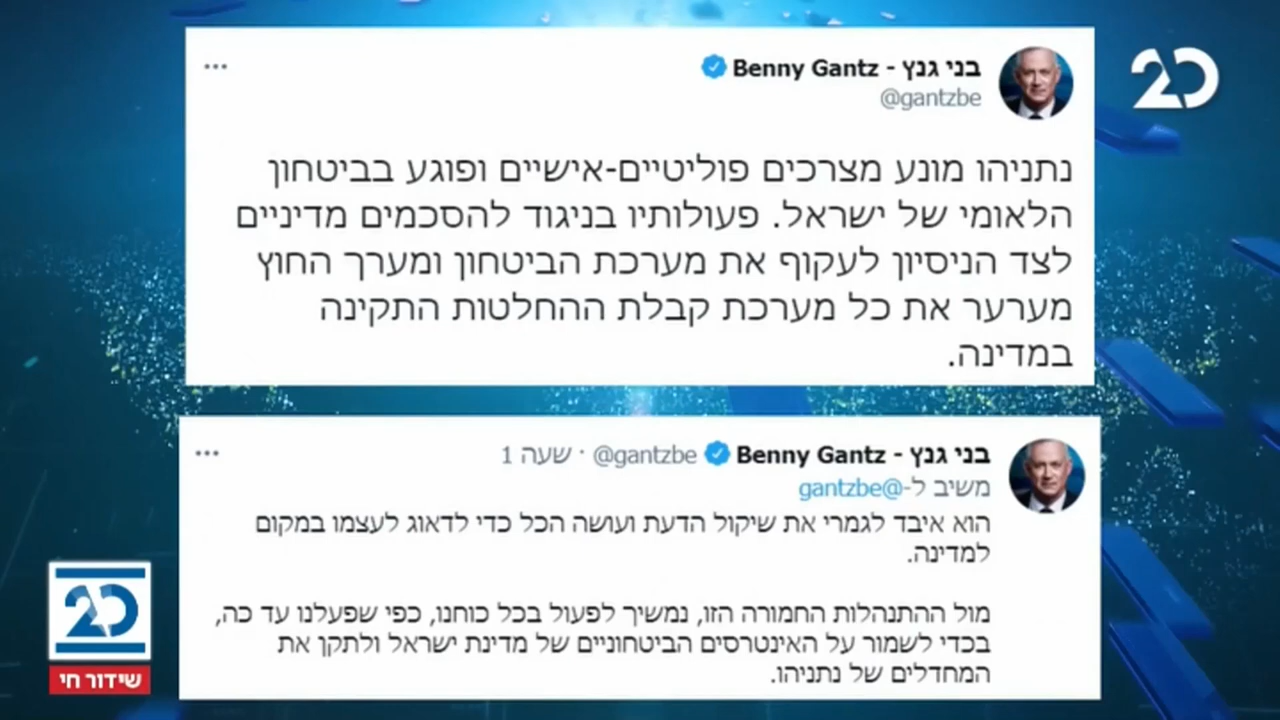 בני גנץ - Benny Gantz
@gantzbe
20
נתניהו מונע מצרכים פוליטיים-אישיים ופוגע בביטחון
הלאומי של ישראל. פעולותיו בניגוד להסכמים מדיניים
לצד הניסיון לעקוף את מערכת הביטחון ומערך החוץ
מערער את כל מערכת קבלת ההחלטות התקינה
במדינה.
בני גנץ - Benny Gantz @gantzbe · שעה 1
משיב ל-@gantzbe
הוא איבד לגמרי את שיקול הדעת ועושה הכל כדי לדאוג לעצמו במקום
למדינה.
מול ההתנהלות החמורה הזו, נמשיך לפעול בכל כוחנו, כפי שפעלנו עד כה,
בכדי לשמור על האינטרסים הביטחוניים של מדינת ישראל ולתקן את
המחדלים של נתניהו.
20
שידור חי